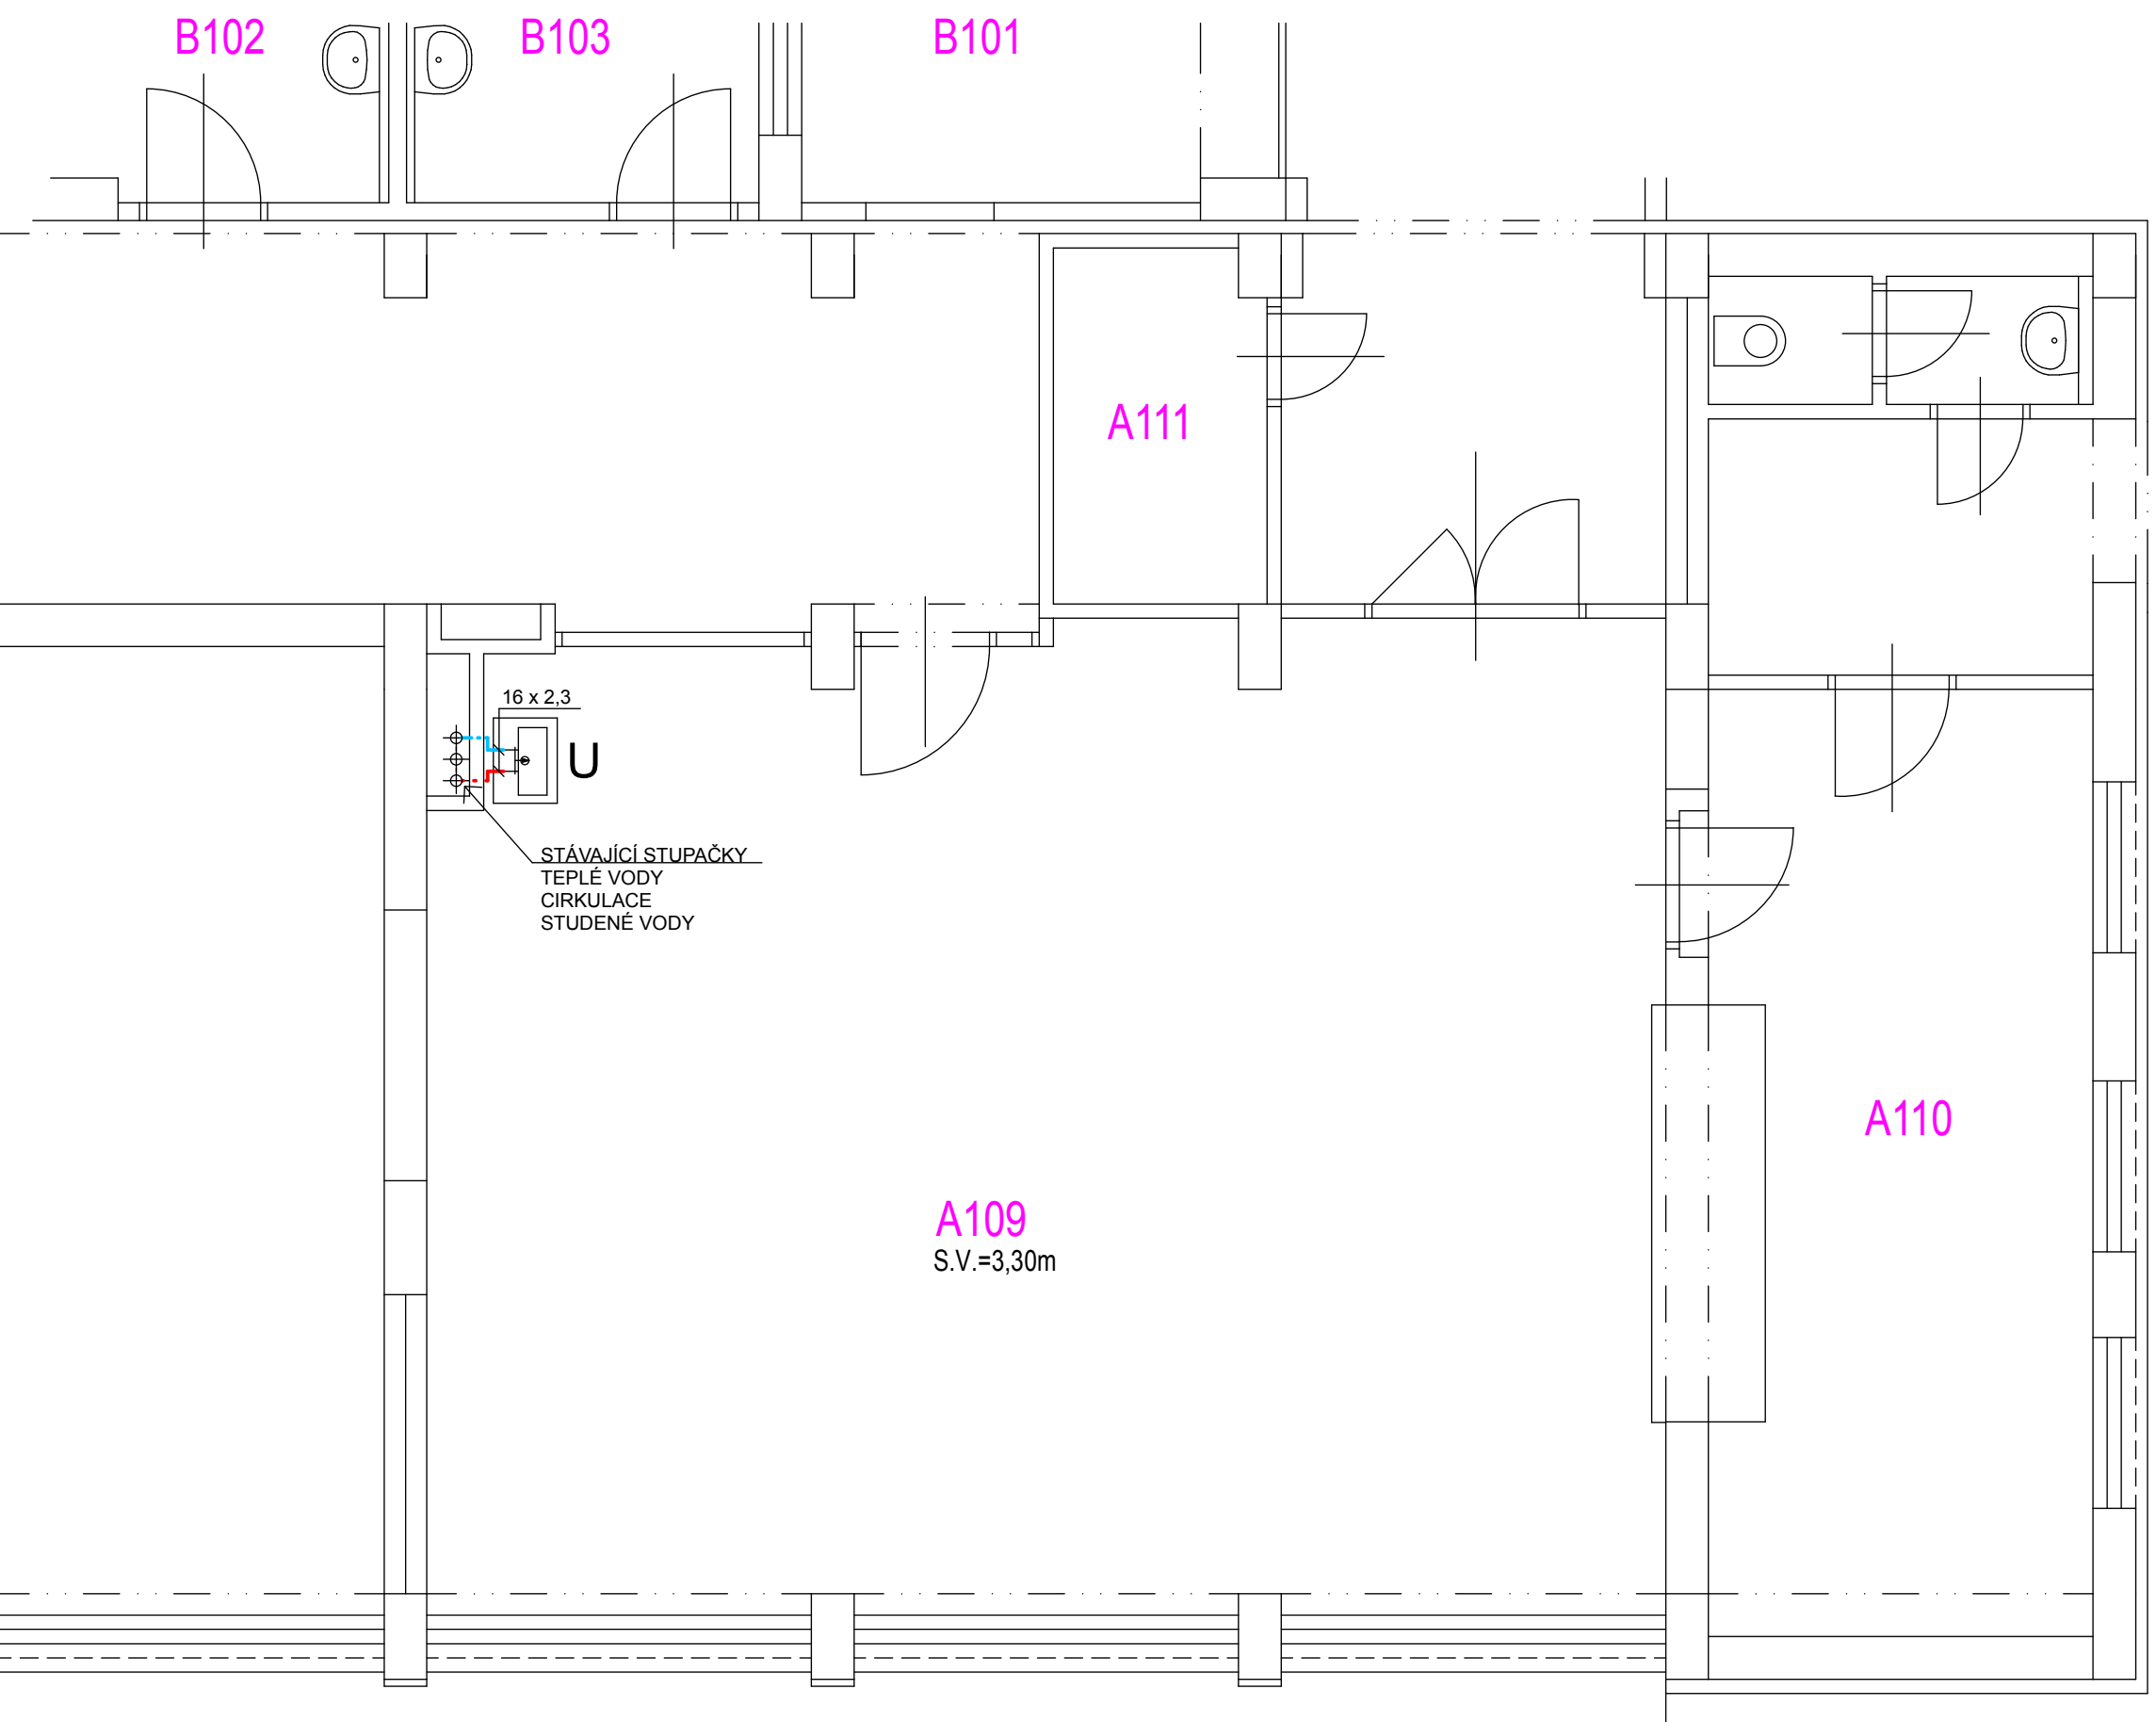 B102
B103
B101
A111
16 x 2,3
U
STÁVAJÍCÍ STUPAČKY
TEPLÉ VODY
CIRKULACE
STUDENÉ VODY
A110
A109
S.V.=3,30m